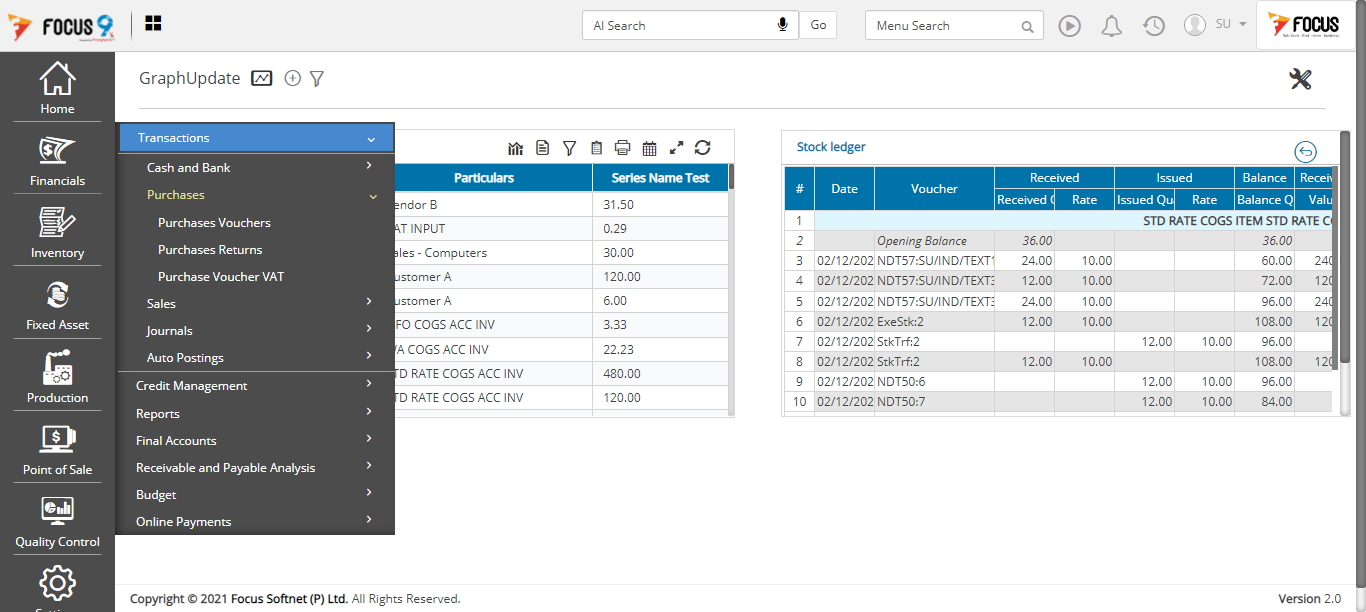 FOCUS 9
AI Search
Go
Menu Search
SU
FOCUS
GraphUpdate
Home
Financials
Inventory
Fixed Asset
Production
Point of Sale
Quality Control
Transactions
Cash and Bank
Purchases
Purchases Vouchers
Purchases Returns
Purchase Voucher VAT
Sales
Journals
Auto Postings
Credit Management
Reports
Final Accounts
Receivable and Payable Analysis
Budget
Online Payments
Particulars Series Name Test
endor B 31.50
AT INPUT 0.29
ales - Computers 30.00
ustomer A 120.00
ustomer A 6.00
FO COGS ACC INV 3.33
VA COGS ACC INV 22.23
TD RATE COGS ACC INV 480.00
TD RATE COGS ACC INV 120.00
Stock ledger
# Date Voucher Received Issued Balance Receiv
Received Q Rate Issued Qua Rate Balance Q Valu
1 STD RATE COGS ITEM STD RATE CO
2 Opening Balance 36.00 36.00
3 02/12/202 NDT57:SU/IND/TEXT1 24.00 10.00 60.00 240
4 02/12/202 NDT57:SU/IND/TEXT3 12.00 10.00 72.00 120
5 02/12/202 NDT57:SU/IND/TEXT3 24.00 10.00 96.00 240
6 02/12/202 ExeStk:2 12.00 10.00 108.00 120
7 02/12/202 StkTrf:2 12.00 10.00 96.00
8 02/12/202 StkTrf:2 12.00 10.00 108.00 120
9 02/12/202 NDT50:6 12.00 10.00 96.00
10 02/12/202 NDT50:7 12.00 10.00 84.00
Copyright © 2021 Focus Softnet (P) Ltd. All Rights Reserved.
Version 2.0